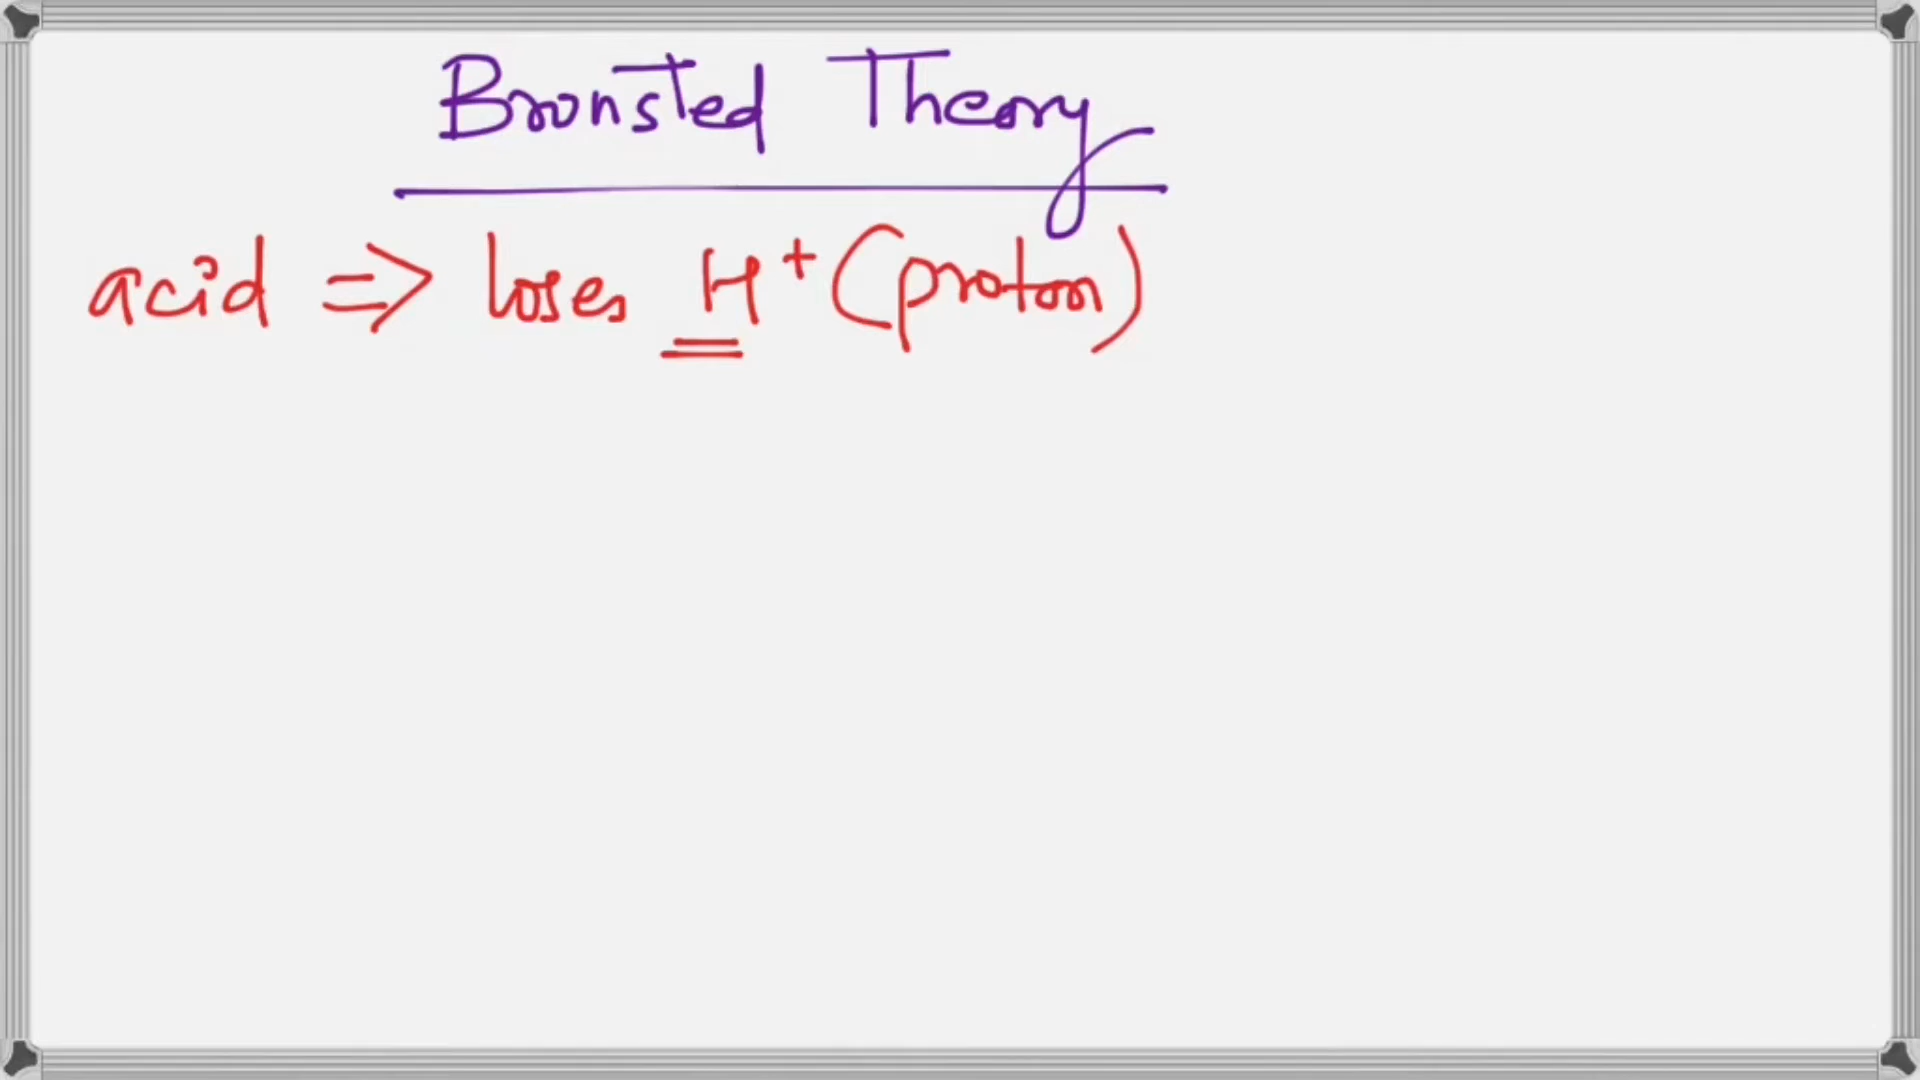 Bronsted Theory
acid => loses H⁺ (proton)